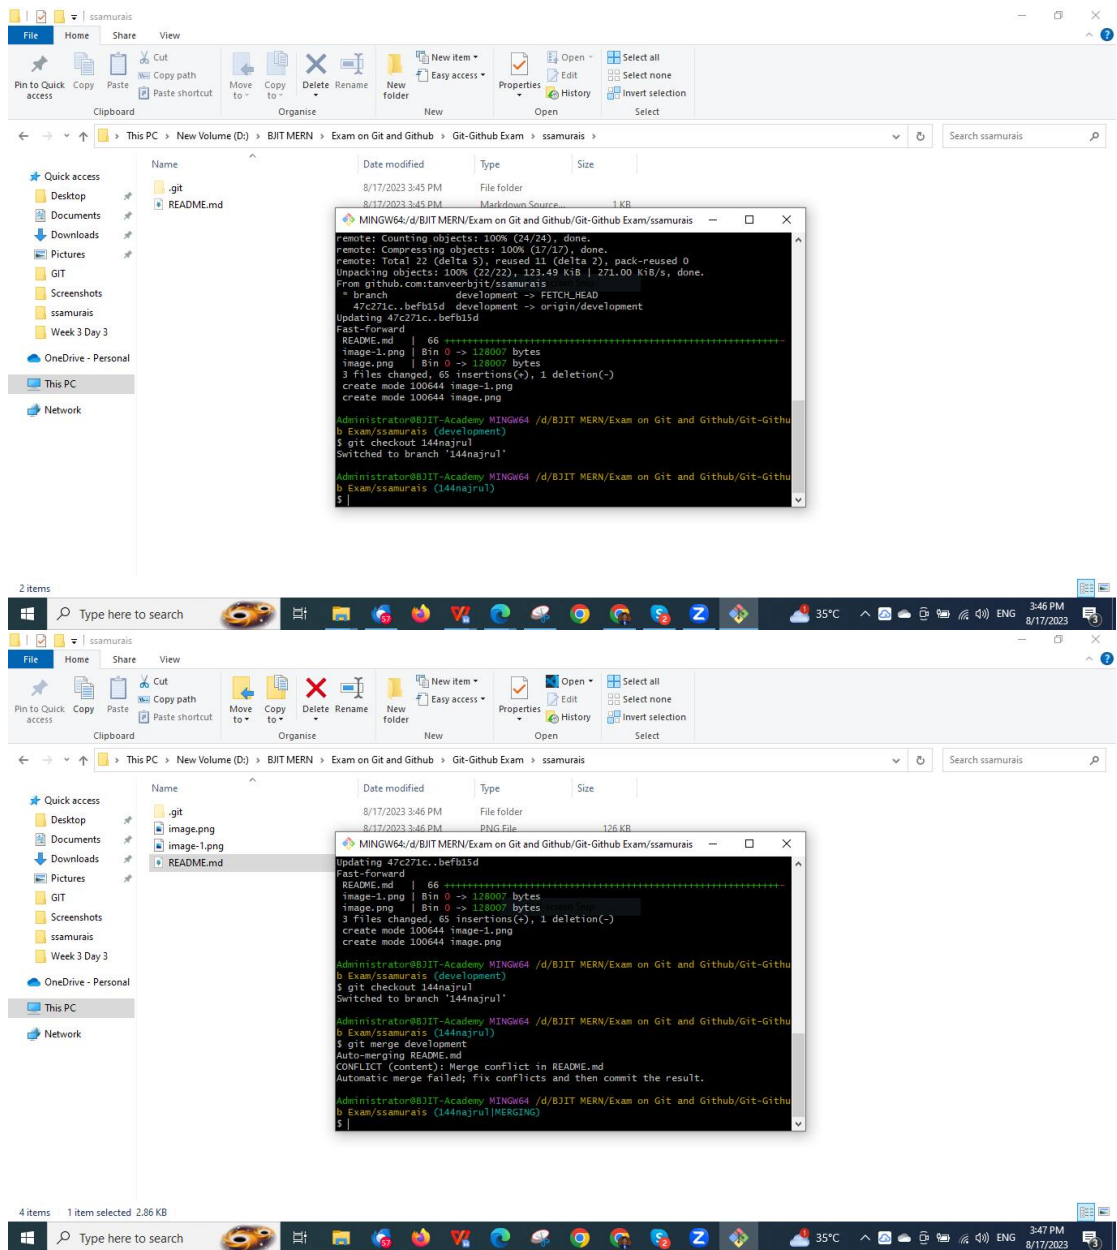 ssamurais
File Home Share View
Pin to Quick access Copy Paste Cut Copy path Paste shortcut Move to Copy to Delete Rename New folder New item Easy access Properties Open Edit History Select all Select none Invert selection
Clipboard Organise New Open Select
This PC > New Volume (D:) > BJIT MERN > Exam on Git and Github > Git-Github Exam > ssamurais > Search ssamurais
Name Date modified Type Size
Quick access
Desktop
Documents
Downloads
Pictures
GIT
Screenshots
ssamurais
Week 3 Day 3
OneDrive - Personal
This PC
Network
.git 8/17/2023 3:45 PM File folder
README.md 8/17/2023 3:45 PM Markdown Source... 1 KB
MINGW64:/d/BJIT MERN/Exam on Git and Github/Git-Github Exam/ssamurais
remote: Counting objects: 100% (24/24), done.
remote: Compressing objects: 100% (17/17), done.
remote: Total 22 (delta 5), reused 11 (delta 2), pack-reused 0
Unpacking objects: 100% (22/22), 123.49 KiB | 271.00 KiB/s, done.
From github.com:tanveerbjit/ssamurais
* branch development -> FETCH_HEAD
47c271c..befb15d development -> origin/development
Updating 47c271c..befb15d
Fast-forward
README.md | 66 +++++++++++++++++++++++++++++++++++++++++++++++++++++++++-
image-1.png | Bin 0 -> 128007 bytes
image.png | Bin 0 -> 128007 bytes
3 files changed, 65 insertions(+), 1 deletion(-)
create mode 100644 image-1.png
create mode 100644 image.png
Administrator@BJIT-Academy MINGW64 /d/BJIT MERN/Exam on Git and Github/Git-Githu
b Exam/ssamurais (development)
$ git checkout 144najrul
Switched to branch '144najrul'
Administrator@BJIT-Academy MINGW64 /d/BJIT MERN/Exam on Git and Github/Git-Githu
b Exam/ssamurais (144najrul)
$
2 items
Type here to search 35°C ENG 3:46 PM
8/17/2023
ssamurais
File Home Share View
Pin to Quick access Copy Paste Cut Copy path Paste shortcut Move to Copy to Delete Rename New folder New item Easy access Properties Open Edit History Select all Select none Invert selection
Clipboard Organise New Open Select
This PC > New Volume (D:) > BJIT MERN > Exam on Git and Github > Git-Github Exam > ssamurais Search ssamurais
Name Date modified Type Size
Quick access
Desktop
Documents
Downloads
Pictures
GIT
Screenshots
ssamurais
Week 3 Day 3
OneDrive - Personal
This PC
Network
.git 8/17/2023 3:46 PM File folder
image.png 8/17/2023 3:46 PM PNG File 126 KB
image-1.png
README.md
MINGW64:/d/BJIT MERN/Exam on Git and Github/Git-Github Exam/ssamurais
Updating 47c271c..befb15d
Fast-forward
README.md | 66 +++++++++++++++++++++++++++++++++++++++++++++++++++++++++-
image-1.png | Bin 0 -> 128007 bytes
image.png | Bin 0 -> 128007 bytes
3 files changed, 65 insertions(+), 1 deletion(-)
create mode 100644 image-1.png
create mode 100644 image.png
Administrator@BJIT-Academy MINGW64 /d/BJIT MERN/Exam on Git and Github/Git-Githu
b Exam/ssamurais (development)
$ git checkout 144najrul
Switched to branch '144najrul'
Administrator@BJIT-Academy MINGW64 /d/BJIT MERN/Exam on Git and Github/Git-Githu
b Exam/ssamurais (144najrul)
$ git merge development
Auto-merging README.md
CONFLICT (content): Merge conflict in README.md
Automatic merge failed; fix conflicts and then commit the result.
Administrator@BJIT-Academy MINGW64 /d/BJIT MERN/Exam on Git and Github/Git-Githu
b Exam/ssamurais (144najrul|MERGING)
$
4 items 1 item selected 2.86 KB
Type here to search 35°C ENG 3:47 PM
8/17/2023